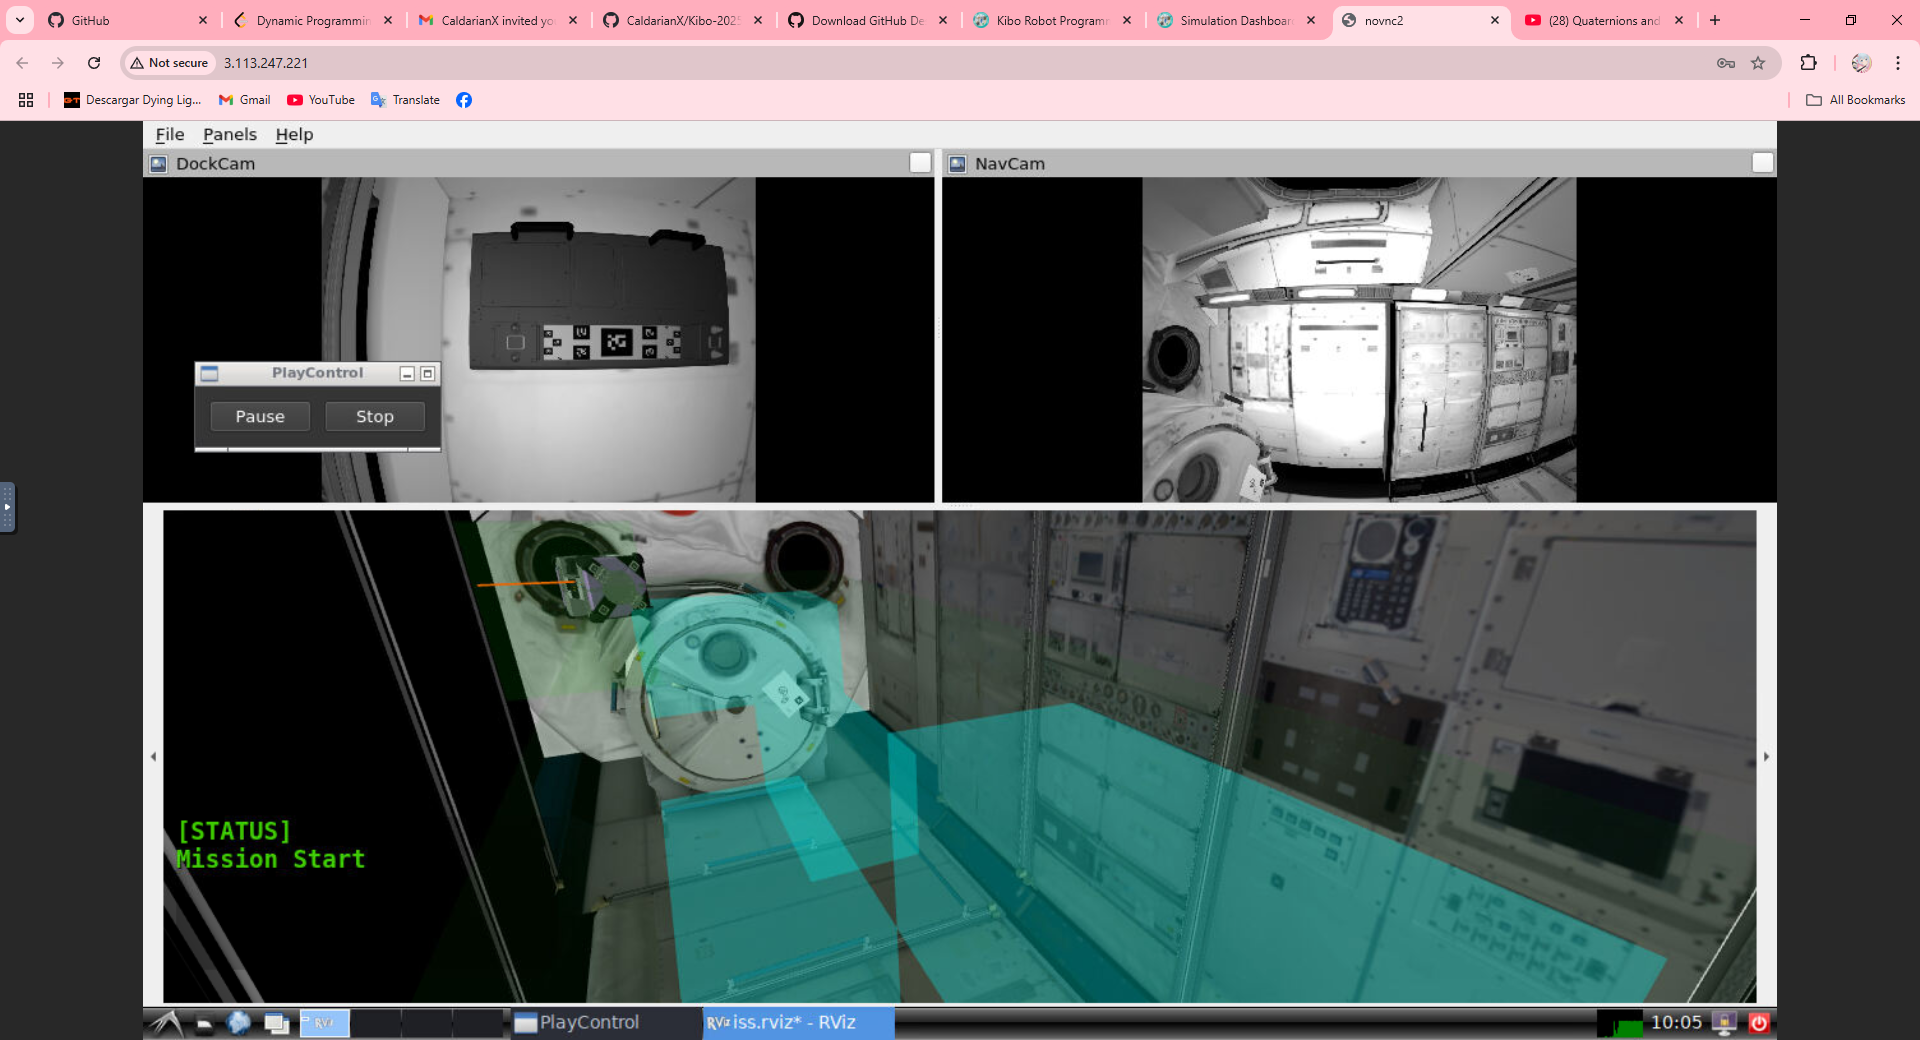 GitHub
Dynamic Programmin
CaldarianX invited yo
CaldarianX/Kibo-2025
Download GitHub De
Kibo Robot Program
Simulation Dashboar
novnc2
(28) Quaternions and
Not secure
3.113.247.221
Descargar Dying Lig...
Gmail
YouTube
Translate
All Bookmarks
File
Panels
Help
DockCam
NavCam
PlayControl
Pause
Stop
[STATUS]
Mission Start
RViz
PlayControl
RViz iss.rviz* - RViz
10:05